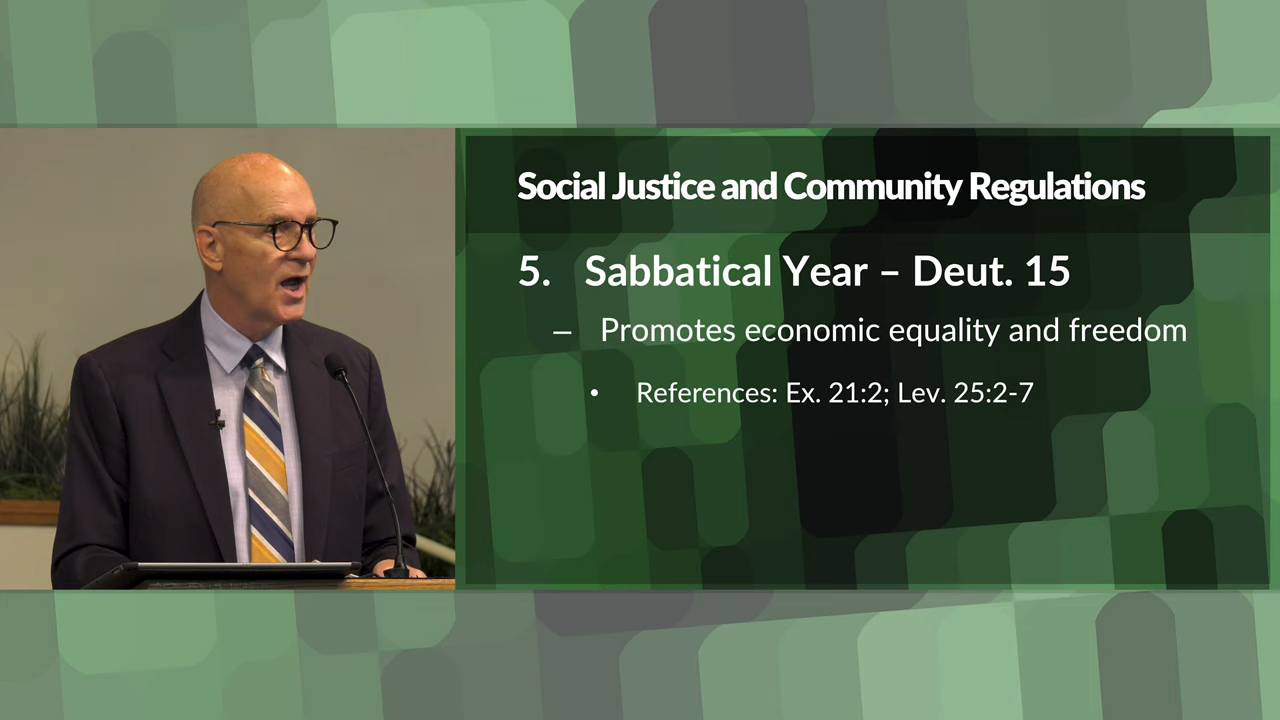 Social Justice and Community Regulations
5. Sabbatical Year – Deut. 15
– Promotes economic equality and freedom
• References: Ex. 21:2; Lev. 25:2-7